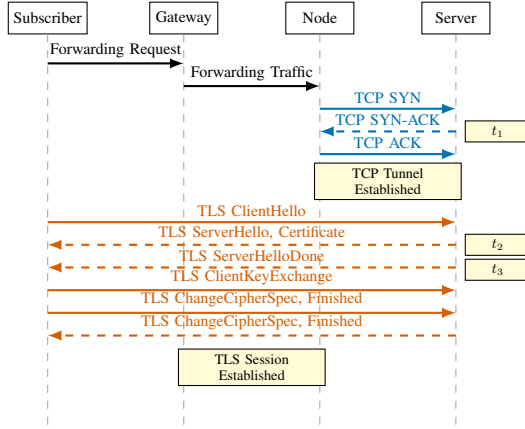 Subscriber Gateway Node Server
Forwarding Request
Forwarding Traffic
TCP SYN
TCP SYN-ACK
t1
TCP ACK
TCP Tunnel
Established
TLS ClientHello
TLS ServerHello, Certificate
t2
TLS ServerHelloDone
t3
TLS ClientKeyExchange
TLS ChangeCipherSpec, Finished
TLS ChangeCipherSpec, Finished
TLS Session
Established